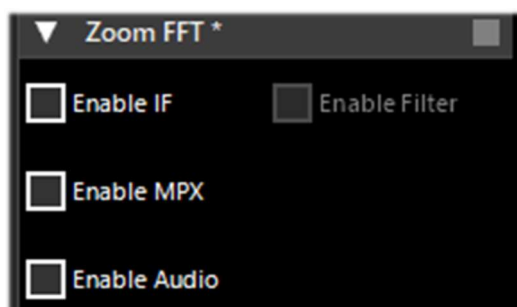 Zoom FFT *
Enable IF Enable Filter
Enable MPX
Enable Audio